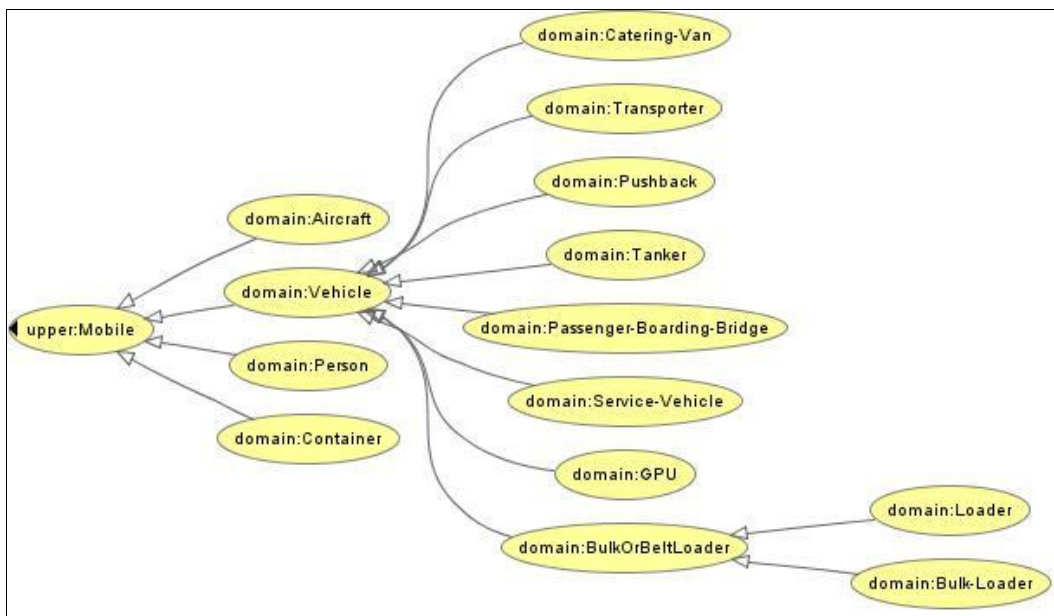 domain:Catering-Van
domain:Transporter
domain:Pushback
domain:Aircraft
domain:Tanker
domain:Vehicle
upper:Mobile
domain:Passenger-Boarding-Bridge
domain:Person
domain:Service-Vehicle
domain:Container
domain:GPU
domain:Loader
domain:BulkOrBeltLoader
domain:Bulk-Loader